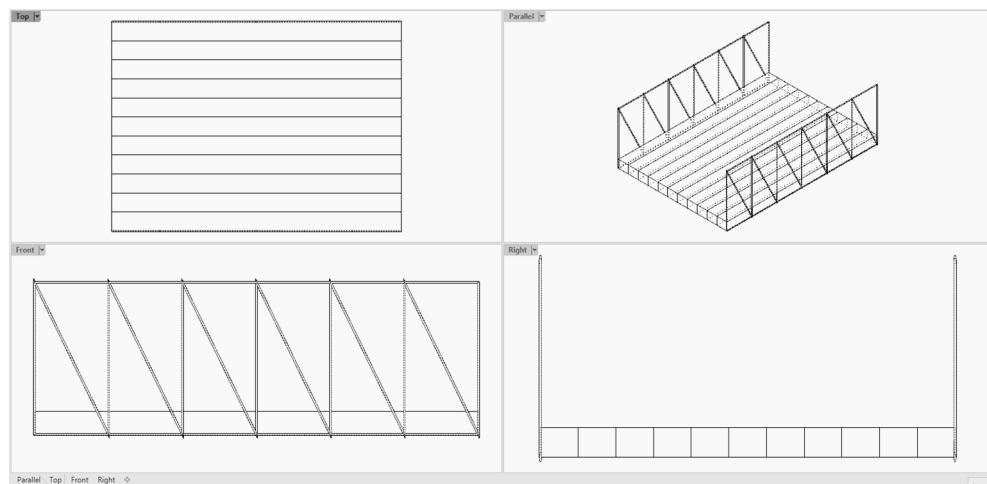 Top
Parallel
Front
Right
Parallel Top Front Right